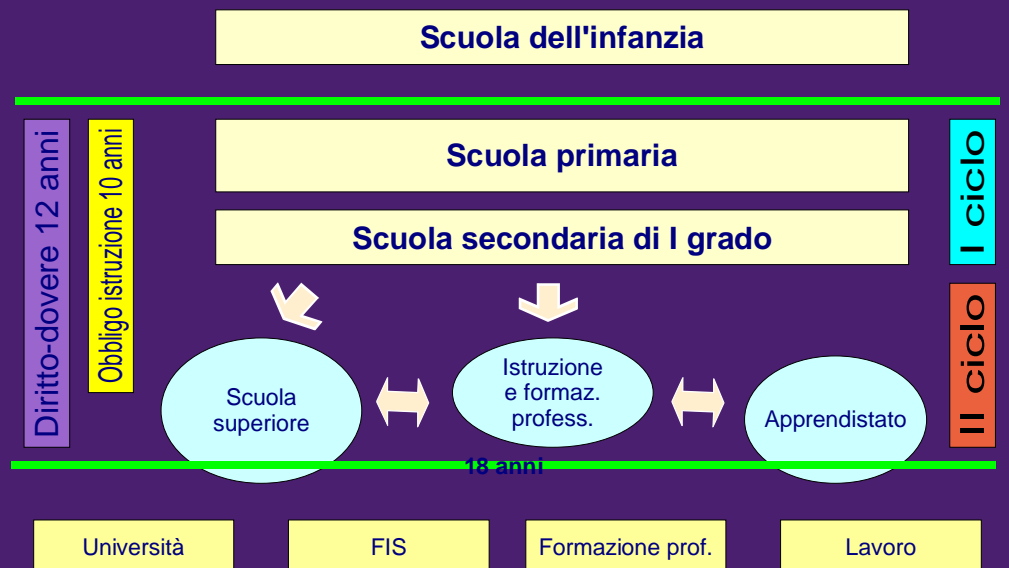 Scuola dell'infanzia
Diritto-dovere 12 anni
Obbligo istruzione 10 anni
Scuola primaria
I ciclo
Scuola secondaria di I grado
II ciclo
Scuola
superiore
Istruzione
e formaz.
profess.
Apprendistato
18 anni
Università
FIS
Formazione prof.
Lavoro